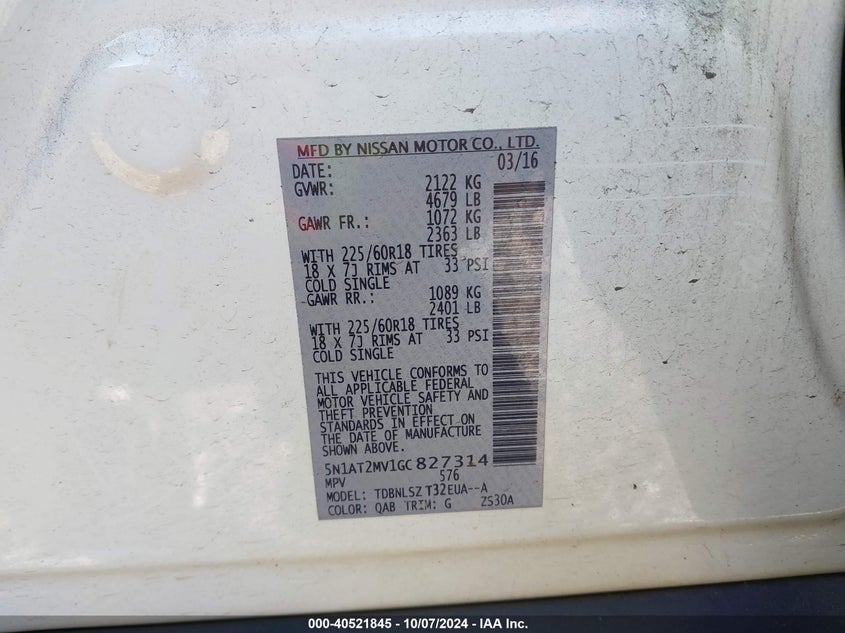 MFD BY NISSAN MOTOR CO., LTD.
DATE: 03/16
GVWR: 2122 KG
4679 LB
GAWR FR.: 1072 KG
2363 LB
WITH 225/60R18 TIRES
18 X 7J RIMS AT 33 PSI
COLD SINGLE
GAWR RR.: 1089 KG
2401 LB
WITH 225/60R18 TIRES
18 X 7J RIMS AT 33 PSI
COLD SINGLE
THIS VEHICLE CONFORMS TO
ALL APPLICABLE FEDERAL
MOTOR VEHICLE SAFETY AND
THEFT PREVENTION
STANDARDS IN EFFECT ON
THE DATE OF MANUFACTURE
SHOWN ABOVE.
5N1AT2MV1GC827314
MPV 576
MODEL: TDBNLSZ T32EUA--A
COLOR: QAB TRIM: G ZS30A
000-40521845 - 10/07/2024 - IAA Inc.